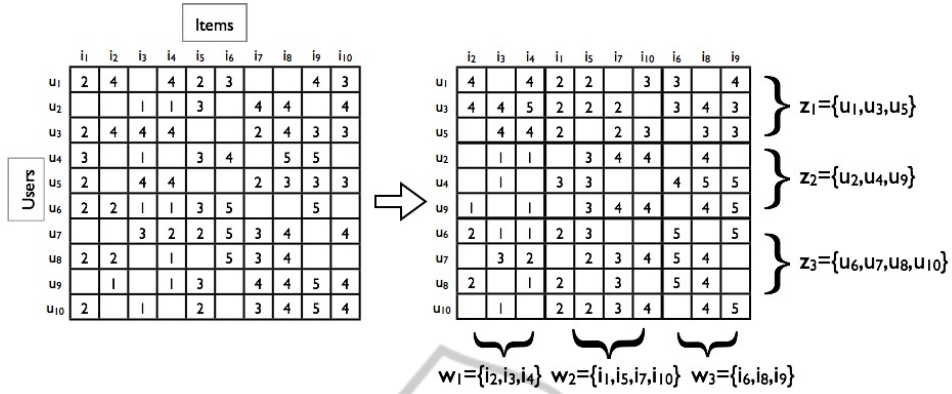 Items
Users
i1 i2 i3 i4 i5 i6 i7 i8 i9 i10
u1 2 4 4 2 3 4 3
u2 1 1 3 4 4 4
u3 2 4 4 4 2 4 3 3
u4 3 1 3 4 5 5
u5 2 4 4 2 3 3 3
u6 2 2 1 1 3 5 5
u7 3 2 2 5 3 4 4
u8 2 2 1 5 3 4
u9 1 1 3 4 4 5 4
u10 2 1 2 3 4 5 4
i2 i3 i4 i1 i5 i7 i10 i6 i8 i9
u1 4 4 2 2 3 3 4
u3 4 4 5 2 2 2 3 4 3
u5 4 4 2 2 3 3 3
u2 1 1 3 4 4 4
u4 1 3 3 4 5 5
u9 1 1 3 4 4 4 5
u6 2 1 1 2 3 5 5
u7 3 2 2 3 4 5 4
u8 2 1 2 3 5 4
u10 1 2 2 3 4 4 5
z1={u1,u3,u5}
z2={u2,u4,u9}
z3={u6,u7,u8,u10}
w1={i2,i3,i4} w2={i1,i5,i7,i10} w3={i6,i8,i9}